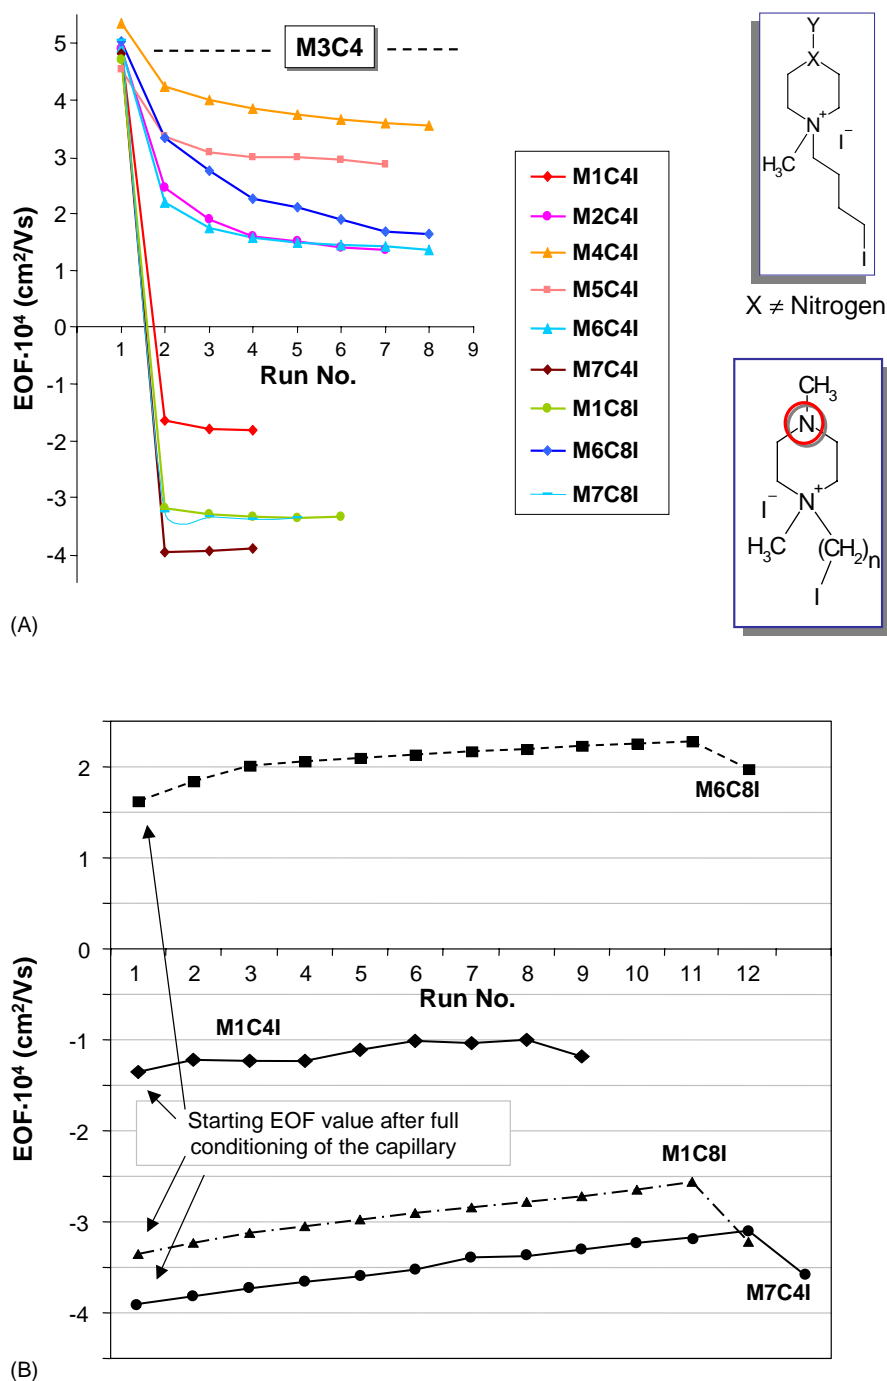 M3C4
5
4
3
2
1
0
-1
-2
-3
-4
EOF·10⁴ (cm²/Vs)
1 2 3 4 5 6 7 8 9
Run No.
M1C4I
M2C4I
M4C4I
M5C4I
M6C4I
M7C4I
M1C8I
M6C8I
M7C8I
Y
X
N⁺
I⁻
H₃C
I
X ≠ Nitrogen
CH₃
N
N⁺
I⁻
H₃C
(CH₂)ₙ
I
(A)
2
1
0
-1
-2
-3
-4
EOF·10⁴ (cm²/Vs)
M6C8I
1 2 3 4 5 6 7 8 9 10 11 12
Run No.
M1C4I
Starting EOF value after full
conditioning of the capillary
M1C8I
M7C4I
(B)